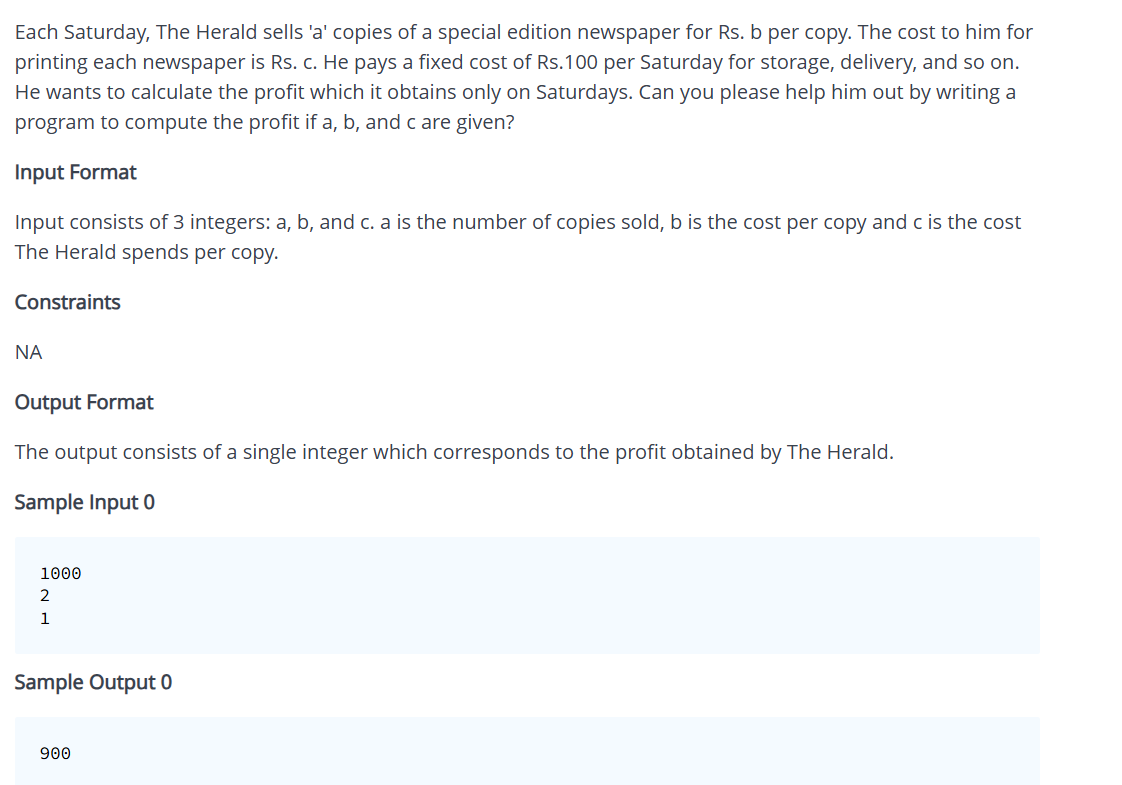 Each Saturday, The Herald sells 'a' copies of a special edition newspaper for Rs. b per copy. The cost to him for
printing each newspaper is Rs. c. He pays a fixed cost of Rs.100 per Saturday for storage, delivery, and so on.
He wants to calculate the profit which it obtains only on Saturdays. Can you please help him out by writing a
program to compute the profit if a, b, and c are given?
Input Format
Input consists of 3 integers: a, b, and c. a is the number of copies sold, b is the cost per copy and c is the cost
The Herald spends per copy.
Constraints
NA
Output Format
The output consists of a single integer which corresponds to the profit obtained by The Herald.
Sample Input 0
1000
2
1
Sample Output 0
900